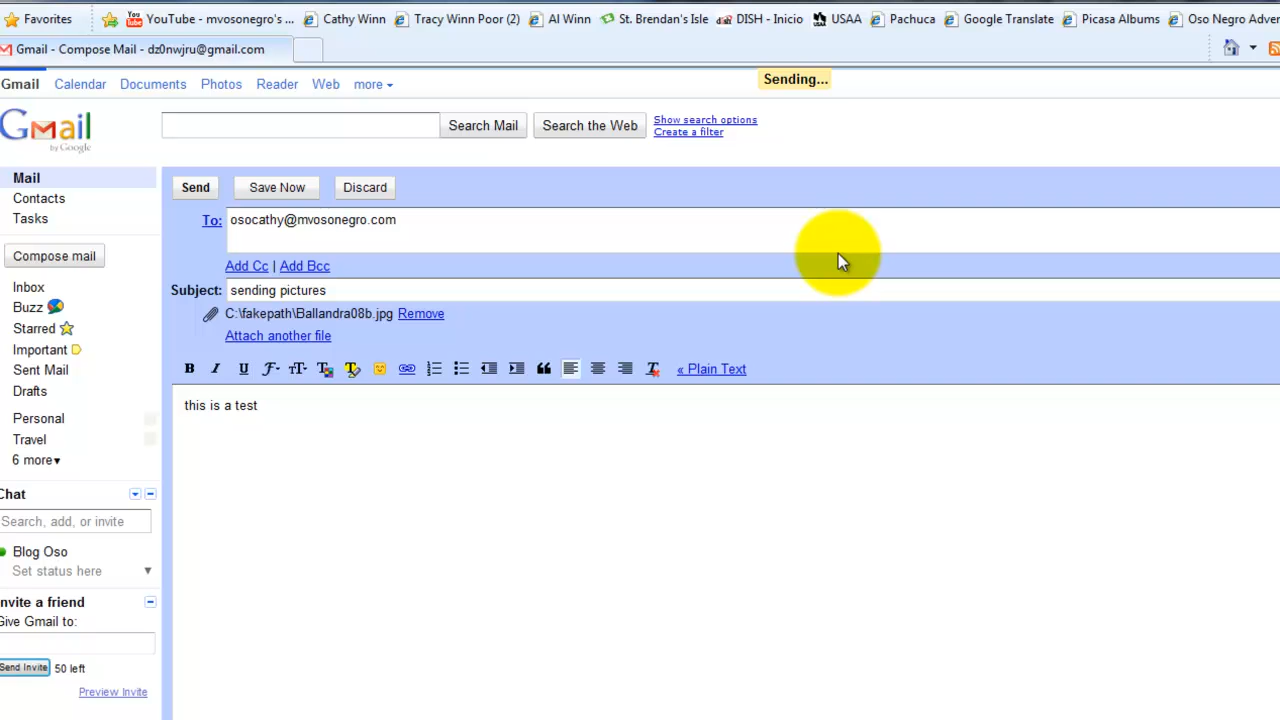 Favorites YouTube - mvosonegro's ... Cathy Winn Tracy Winn Poor (2) Al Winn St. Brendan's Isle DISH - Inicio USAA Pachuca Google Translate Picasa Albums Oso Negro Adver
Gmail - Compose Mail - dz0nwjru@gmail.com
Gmail Calendar Documents Photos Reader Web more
Sending...
Gmail
by Google
Search Mail Search the Web Show search options
Create a filter
Mail
Contacts
Tasks
Compose mail
Inbox
Buzz
Starred
Important
Sent Mail
Drafts
Personal
Travel
6 more▾
Chat
Search, add, or invite
Blog Oso
Set status here
Invite a friend
Give Gmail to:
Send Invite 50 left
Preview Invite
Send Save Now Discard
To: osocathy@mvosonegro.com
Add Cc | Add Bcc
Subject: sending pictures
C:\fakepath\Ballandra08b.jpg Remove
Attach another file
B I U « Plain Text
this is a test